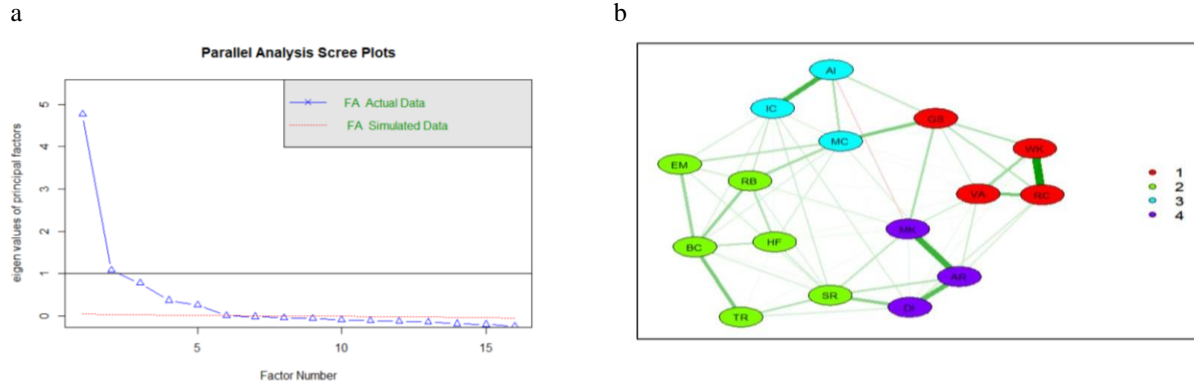 a
Parallel Analysis Scree Plots
FA Actual Data
FA Simulated Data
eigen values of principal factors
5
4
3
2
1
0
5
10
15
Factor Number
b
AI
IC
GS
MC
WK
EM
RB
VA
RC
MK
BC
HF
AR
SR
DI
TR
1
2
3
4